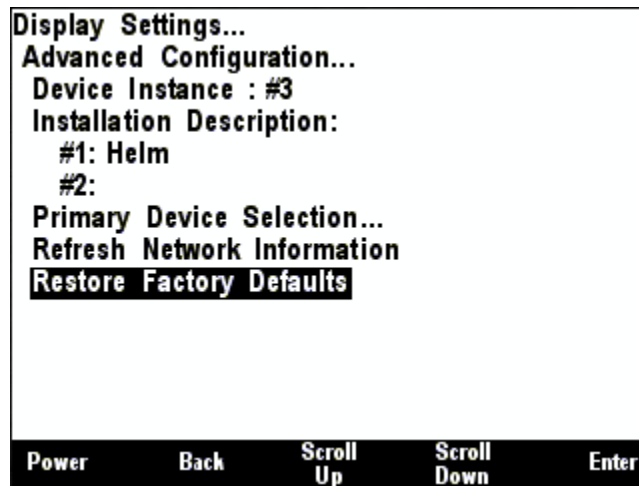 Display Settings...
Advanced Configuration...
Device Instance : #3
Installation Description:
#1: Helm
#2:
Primary Device Selection...
Refresh Network Information
Restore Factory Defaults
Power Back Scroll Up Scroll Down Enter